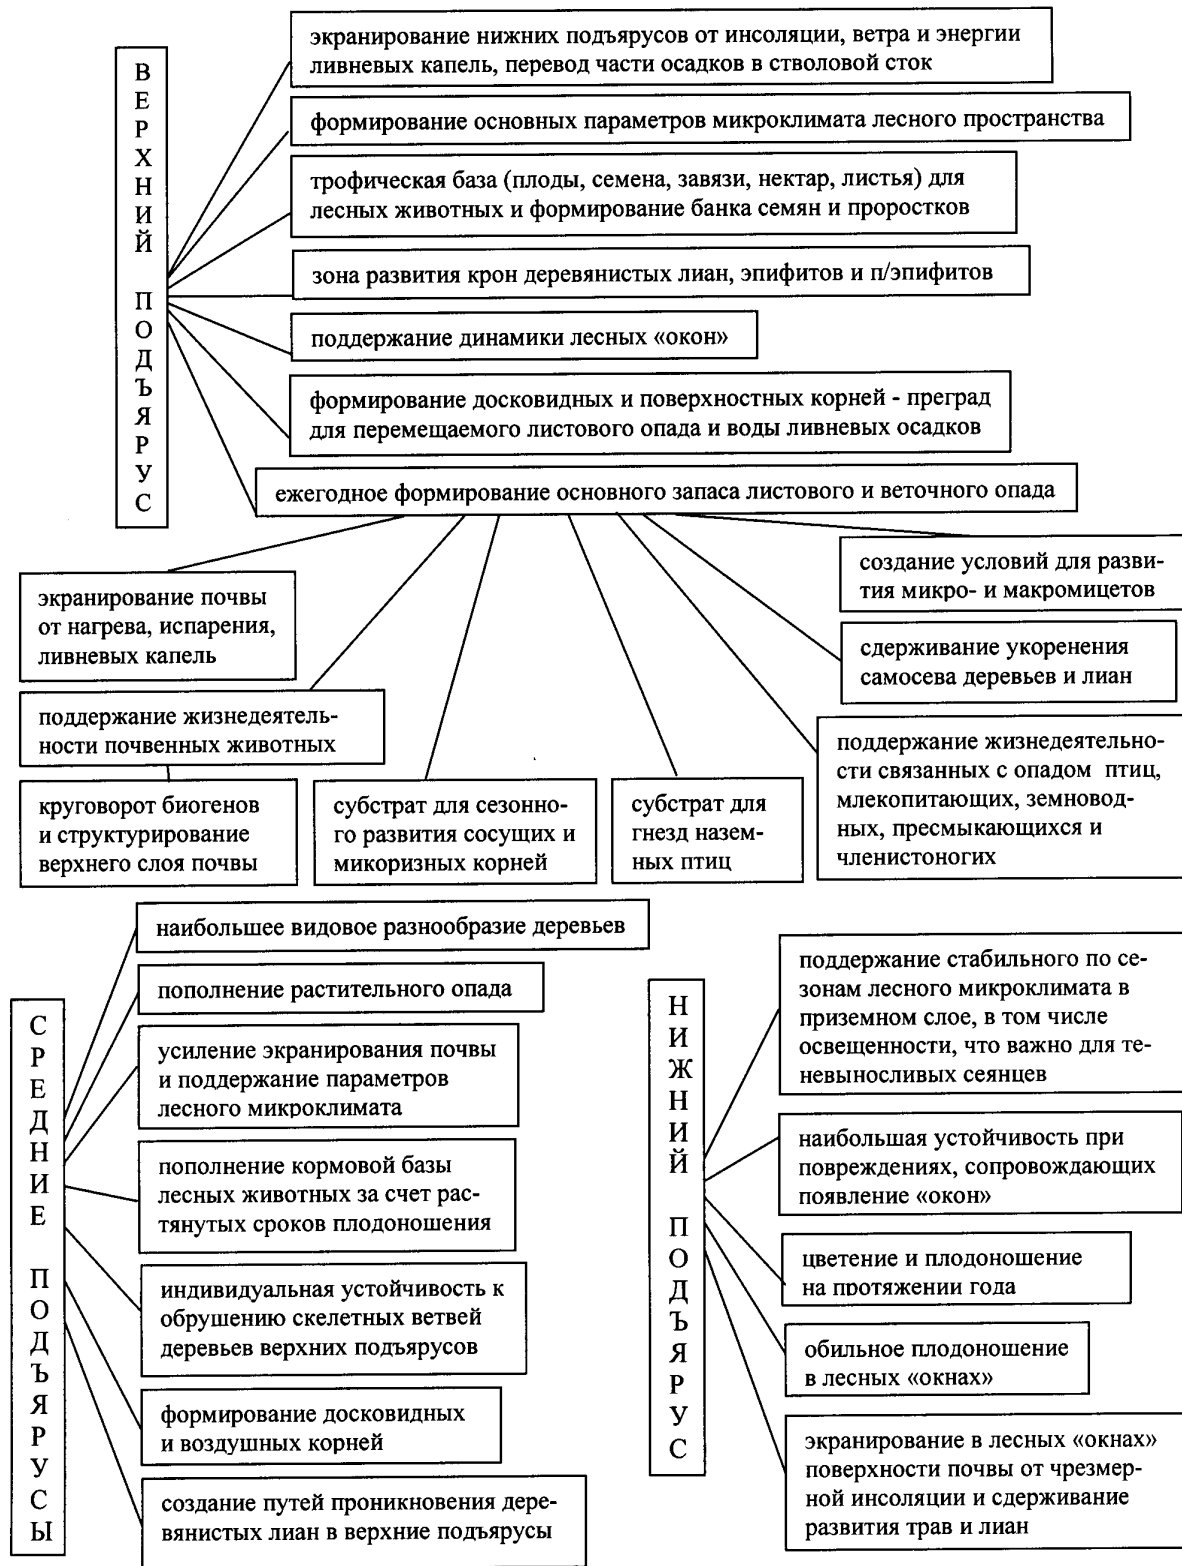 ВЕРХНИЙ ПОДЪЯРУС
экранирование нижних подъярусов от инсоляции, ветра и энергии
ливневых капель, перевод части осадков в стволовой сток
формирование основных параметров микроклимата лесного пространства
трофическая база (плоды, семена, завязи, нектар, листья) для
лесных животных и формирование банка семян и проростков
зона развития крон деревянистых лиан, эпифитов и п/эпифитов
поддержание динамики лесных «окон»
формирование досковидных и поверхностных корней - преград
для перемещаемого листового опада и воды ливневых осадков
ежегодное формирование основного запаса листового и веточного опада
экранирование почвы
от нагрева, испарения,
ливневых капель
поддержание жизнедеятель-
ности почвенных животных
круговорот биогенов
и структурирование
верхнего слоя почвы
субстрат для сезонно-
го развития сосущих и
микоризных корней
субстрат для
гнезд назем-
ных птиц
создание условий для разви-
тия микро- и макромицетов
сдерживание укоренения
самосева деревьев и лиан
поддержание жизнедеятельно-
сти связанных с опадом птиц,
млекопитающих, земновод-
ных, пресмыкающихся и
членистоногих
СРЕДНИЕ ПОДЪЯРУСЫ
наибольшее видовое разнообразие деревьев
пополнение растительного опада
усиление экранирования почвы
и поддержание параметров
лесного микроклимата
пополнение кормовой базы
лесных животных за счет рас-
тянутых сроков плодоношения
индивидуальная устойчивость к
обрушению скелетных ветвей
деревьев верхних подъярусов
формирование досковидных
и воздушных корней
создание путей проникновения дере-
вянистых лиан в верхние подъярусы
НИЖНИЙ ПОДЪЯРУС
поддержание стабильного по се-
зонам лесного микроклимата в
приземном слое, в том числе
освещенности, что важно для те-
невыносливых сеянцев
наибольшая устойчивость при
повреждениях, сопровождающих
появление «окон»
цветение и плодоношение
на протяжении года
обильное плодоношение
в лесных «окнах»
экранирование в лесных «окнах»
поверхности почвы от чрезмер-
ной инсоляции и сдерживание
развития трав и лиан